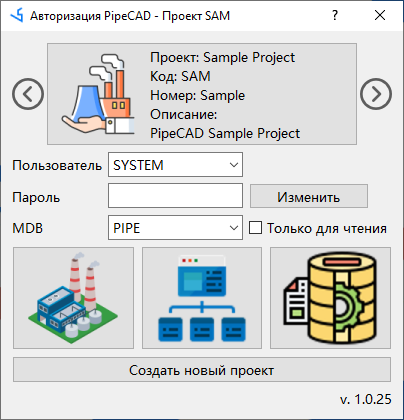 Авторизация PipeCAD - Проект SAM
Проект: Sample Project
Код: SAM
Номер: Sample
Описание:
PipeCAD Sample Project
Пользователь SYSTEM
Пароль Изменить
MDB PIPE Только для чтения
Создать новый проект
v. 1.0.25